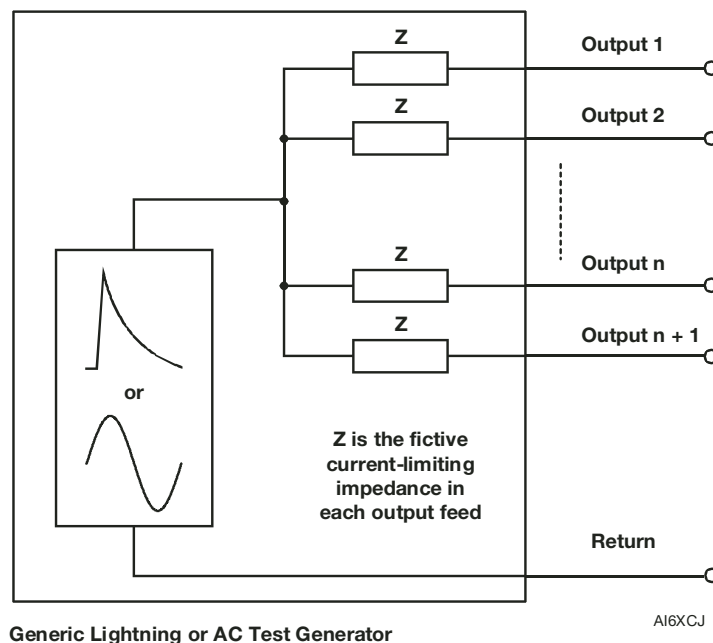 Z
Output 1
Z
Output 2
Z
Output n
Z
Output n + 1
or
Z is the fictive
current-limiting
impedance in
each output feed
Return
AI6XCJ
Generic Lightning or AC Test Generator